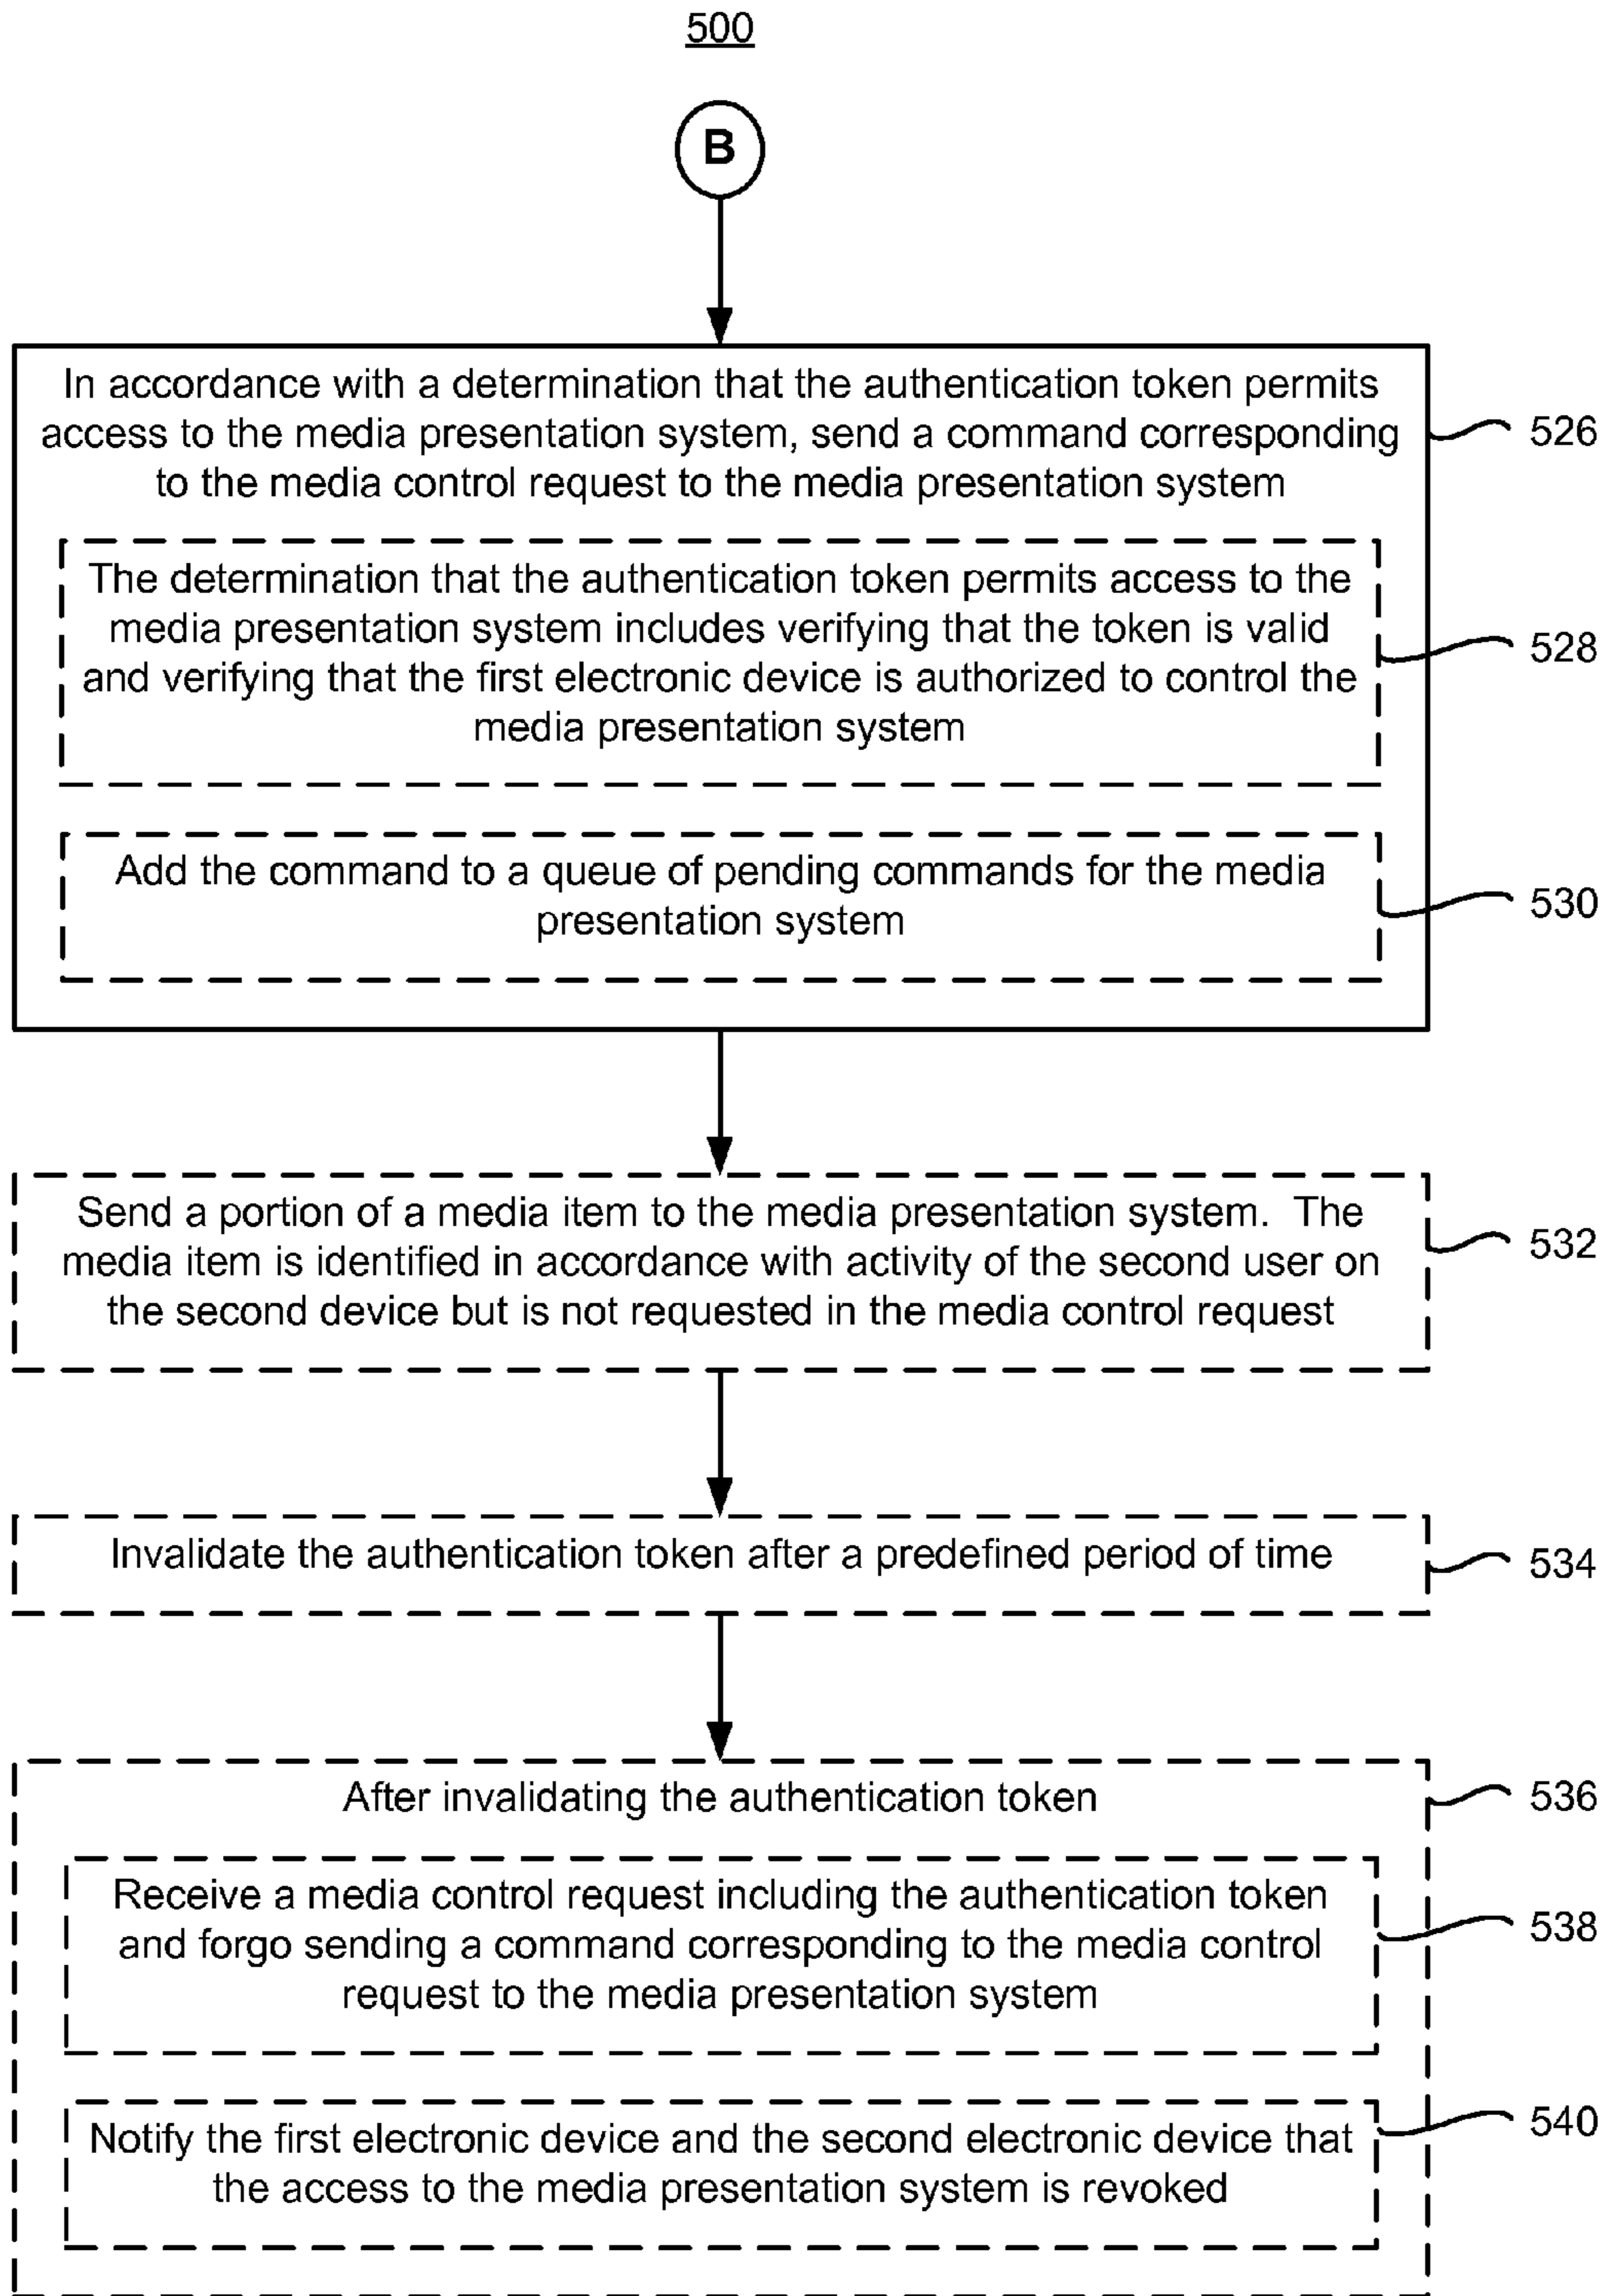 500
B
In accordance with a determination that the authentication token permits
access to the media presentation system, send a command corresponding
to the media control request to the media presentation system
526
The determination that the authentication token permits access to the
media presentation system includes verifying that the token is valid
and verifying that the first electronic device is authorized to control the
media presentation system
528
Add the command to a queue of pending commands for the media
presentation system
530
Send a portion of a media item to the media presentation system. The
media item is identified in accordance with activity of the second user on
the second device but is not requested in the media control request
532
Invalidate the authentication token after a predefined period of time
534
After invalidating the authentication token
536
Receive a media control request including the authentication token
and forgo sending a command corresponding to the media control
request to the media presentation system
538
Notify the first electronic device and the second electronic device that
the access to the media presentation system is revoked
540